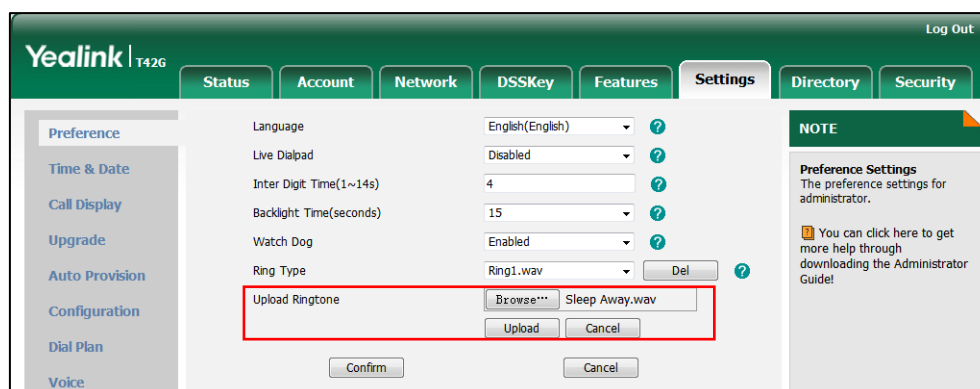 Log Out
Yealink T42G
Status Account Network DSSKey Features Settings Directory Security
Preference
Time & Date
Call Display
Upgrade
Auto Provision
Configuration
Dial Plan
Voice
Language English(English) ?
Live Dialpad Disabled ?
Inter Digit Time(1~14s) 4 ?
Backlight Time(seconds) 15 ?
Watch Dog Enabled ?
Ring Type Ring1.wav Del ?
Upload Ringtone Browse··· Sleep Away.wav
Upload Cancel
Confirm Cancel
NOTE
Preference Settings
The preference settings for
administrator.
? You can click here to get
more help through
downloading the Administrator
Guide!